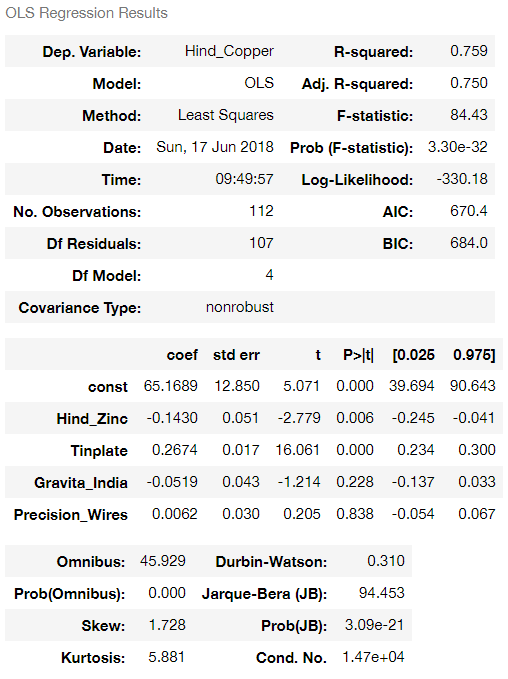 OLS Regression Results
Dep. Variable: Hind_Copper R-squared: 0.759
Model: OLS Adj. R-squared: 0.750
Method: Least Squares F-statistic: 84.43
Date: Sun, 17 Jun 2018 Prob (F-statistic): 3.30e-32
Time: 09:49:57 Log-Likelihood: -330.18
No. Observations: 112 AIC: 670.4
Df Residuals: 107 BIC: 684.0
Df Model: 4
Covariance Type: nonrobust
coef std err t P>|t| [0.025 0.975]
const 65.1689 12.850 5.071 0.000 39.694 90.643
Hind_Zinc -0.1430 0.051 -2.779 0.006 -0.245 -0.041
Tinplate 0.2674 0.017 16.061 0.000 0.234 0.300
Gravita_India -0.0519 0.043 -1.214 0.228 -0.137 0.033
Precision_Wires 0.0062 0.030 0.205 0.838 -0.054 0.067
Omnibus: 45.929 Durbin-Watson: 0.310
Prob(Omnibus): 0.000 Jarque-Bera (JB): 94.453
Skew: 1.728 Prob(JB): 3.09e-21
Kurtosis: 5.881 Cond. No. 1.47e+04